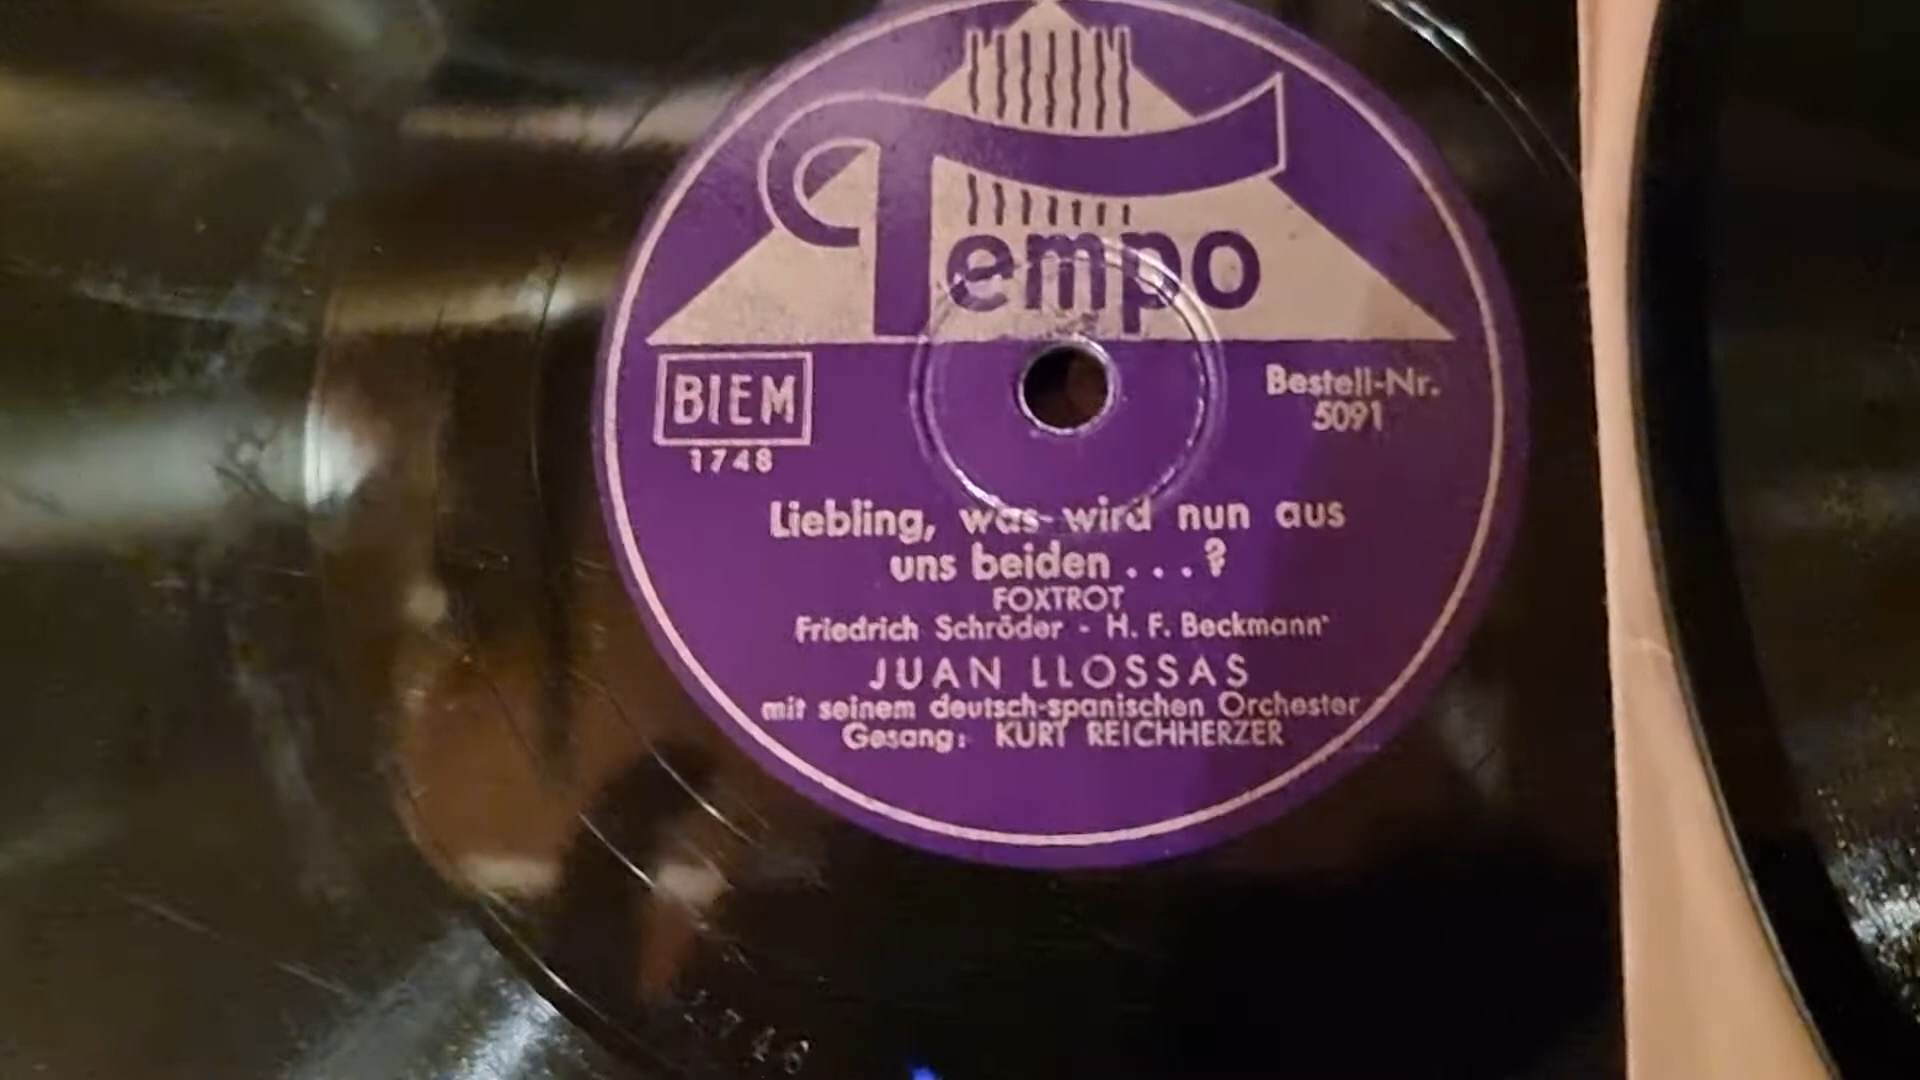 Tempo
BIEM
1748
Bestell-Nr.
5091
Liebling, was wird nun aus
uns beiden . . . ?
FOXTROT
Friedrich Schröder - H. F. Beckmann
JUAN LLOSSAS
mit seinem deutsch-spanischen Orchester
Gesang: KURT REICHHERZER